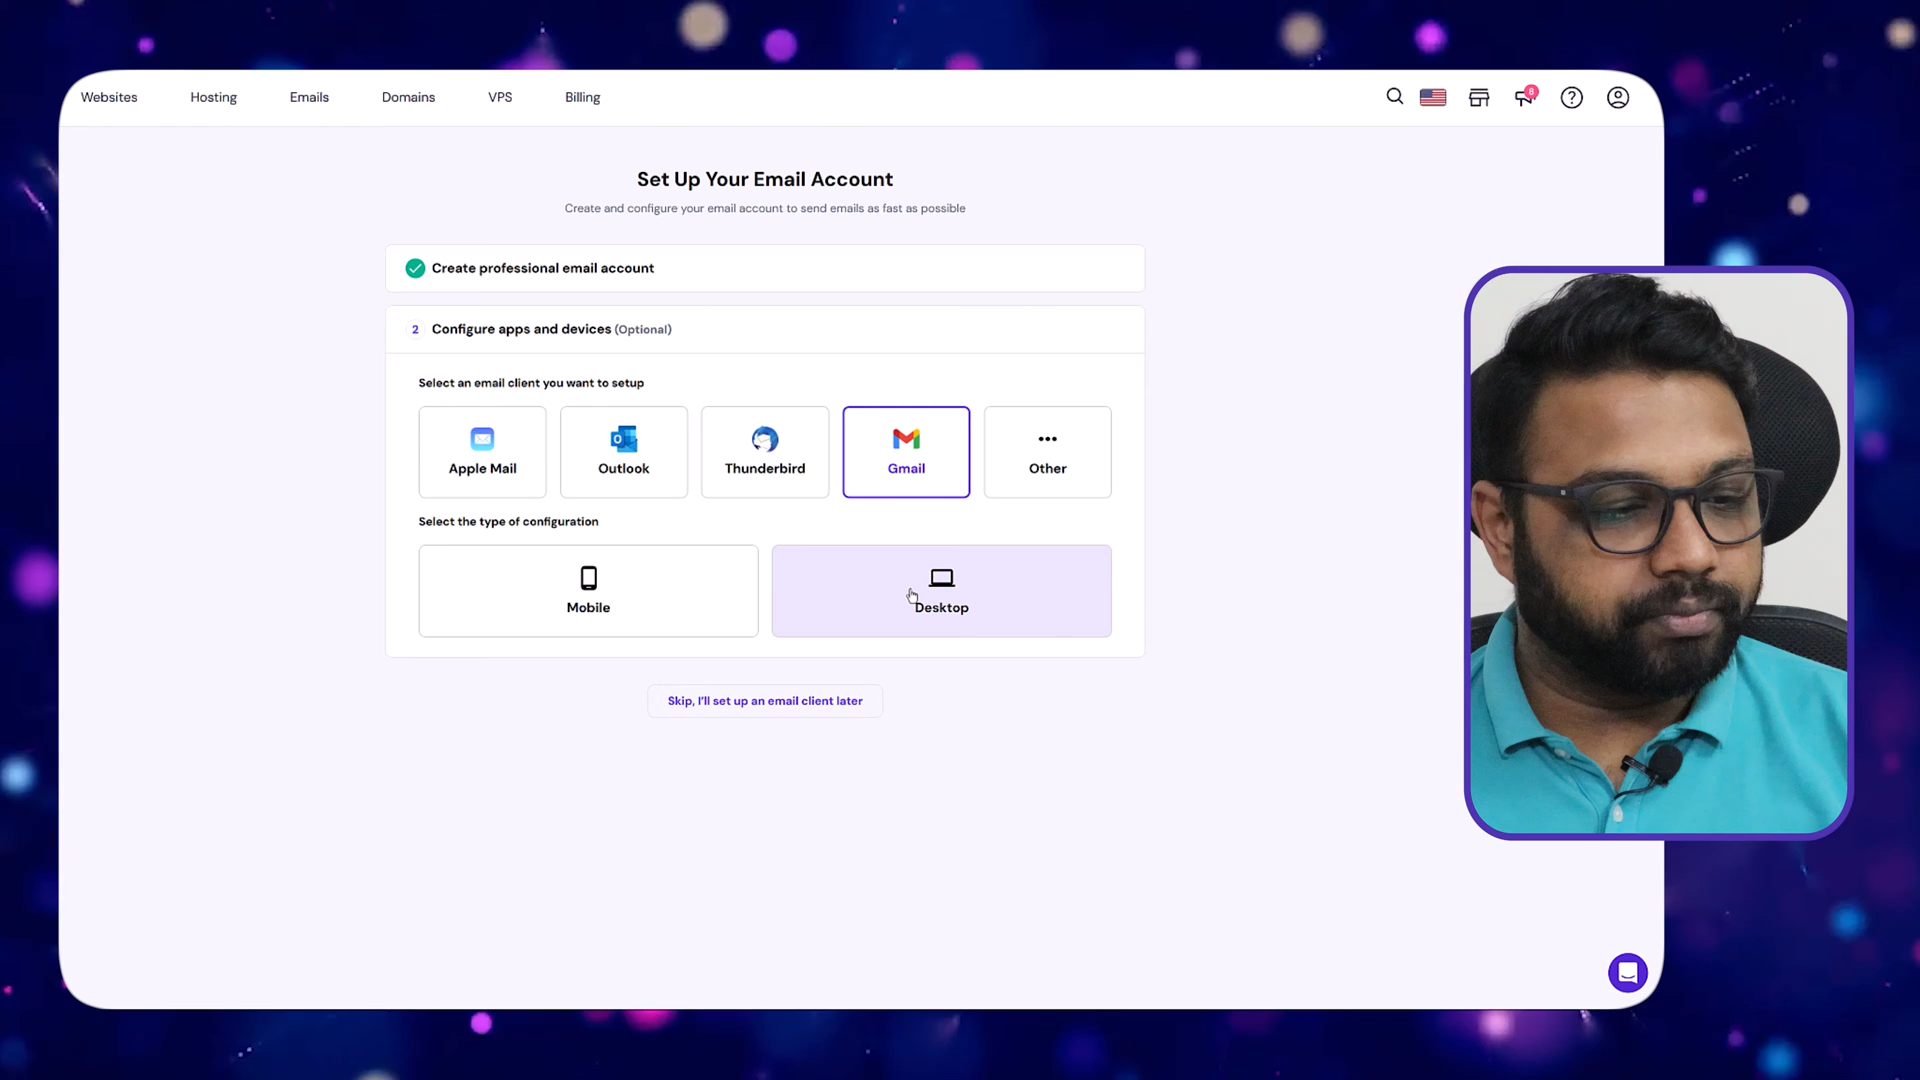 Websites Hosting Emails Domains VPS Billing 8
Set Up Your Email Account
Create and configure your email account to send emails as fast as possible
Create professional email account
2 Configure apps and devices (Optional)
Select an email client you want to setup
Apple Mail Outlook Thunderbird Gmail Other
Select the type of configuration
Mobile Desktop
Skip, I'll set up an email client later